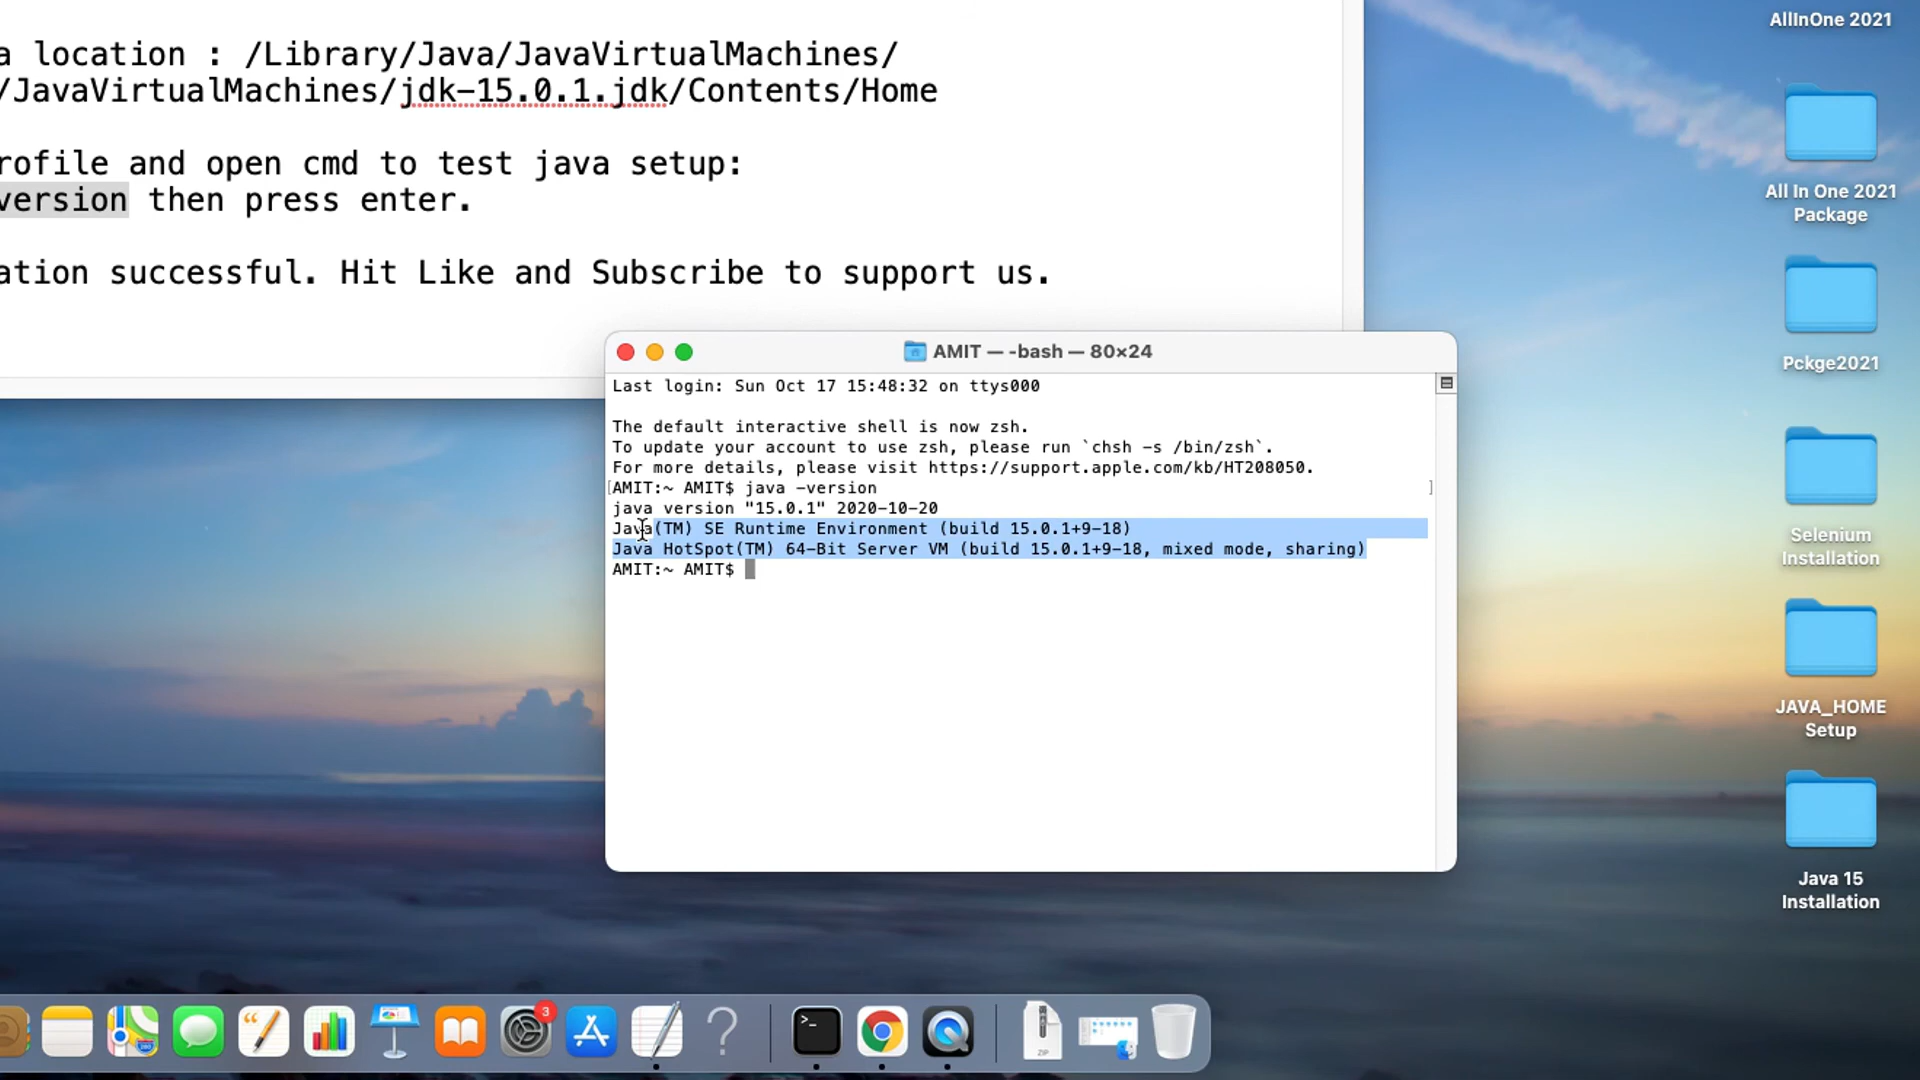 a location : /Library/Java/JavaVirtualMachines/
/JavaVirtualMachines/jdk-15.0.1.jdk/Contents/Home
rofile and open cmd to test java setup:
version then press enter.
ation successful. Hit Like and Subscribe to support us.
AMIT — -bash — 80×24
Last login: Sun Oct 17 15:48:32 on ttys000
The default interactive shell is now zsh.
To update your account to use zsh, please run `chsh -s /bin/zsh`.
For more details, please visit https://support.apple.com/kb/HT208050.
[AMIT:~ AMIT$ java -version ]
java version "15.0.1" 2020-10-20
Java(TM) SE Runtime Environment (build 15.0.1+9-18)
Java HotSpot(TM) 64-Bit Server VM (build 15.0.1+9-18, mixed mode, sharing)
AMIT:~ AMIT$
AllInOne 2021
All In One 2021
Package
Pckge2021
Selenium
Installation
JAVA_HOME
Setup
Java 15
Installation
3
>_
ZIP